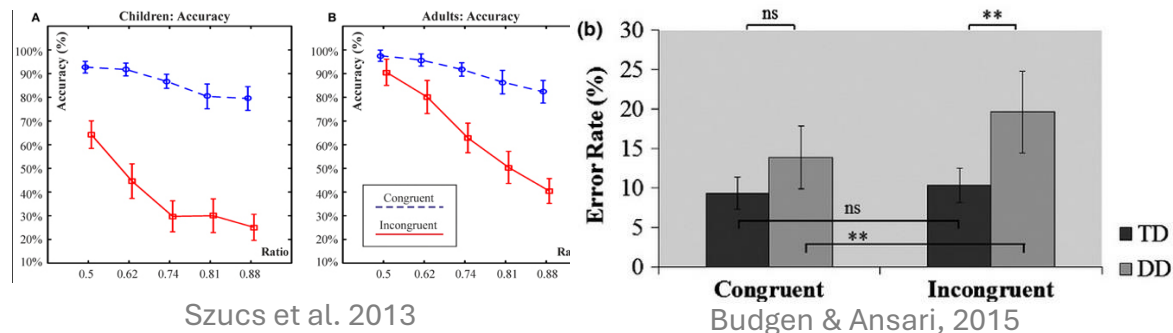 A Children: Accuracy
Accuracy (%)
100%
90%
80%
70%
60%
50%
40%
30%
20%
10%
0.5 0.62 0.74 0.81 0.88
Ratio
B Adults: Accuracy
Accuracy (%)
100%
90%
80%
70%
60%
50%
40%
30%
20%
10%
Congruent
Incongruent
0.5 0.62 0.74 0.81 0.88
Ra
Szucs et al. 2013
(b)
Error Rate (%)
30
25
20
15
10
5
0
ns
**
ns
**
Congruent Incongruent
TD
DD
Budgen & Ansari, 2015